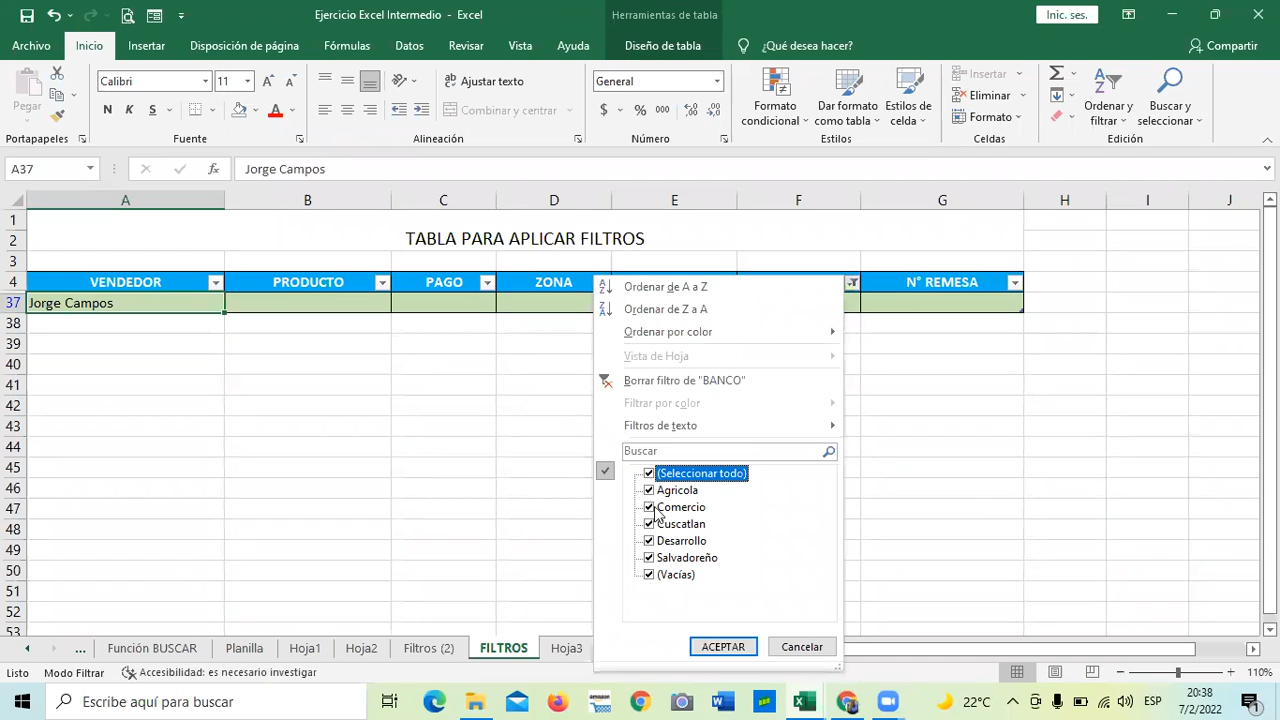 Ejercicio Excel Intermedio - Excel
Herramientas de tabla
Inic. ses.
Archivo Inicio Insertar Disposición de página Fórmulas Datos Revisar Vista Ayuda Diseño de tabla ¿Qué desea hacer? Compartir
Pegar
Calibri 11
N K S
Ajustar texto
Combinar y centrar
General
$ % 000
Formato condicional
Dar formato como tabla
Estilos de celda
Insertar
Eliminar
Formato
Ordenar y filtrar
Buscar y seleccionar
Portapapeles Fuente Alineación Número Estilos Celdas Edición
A37 fx Jorge Campos
A B C D E F G H I J
1
2 TABLA PARA APLICAR FILTROS
3
4 VENDEDOR PRODUCTO PAGO ZONA N° REMESA
37 Jorge Campos
38
39
40
41
42
43
44
45
46
47
48
49
50
51
52
53
Ordenar de A a Z
Ordenar de Z a A
Ordenar por color
Vista de Hoja
Borrar filtro de "BANCO"
Filtrar por color
Filtros de texto
Buscar
(Seleccionar todo)
Agricola
Comercio
Cuscatlan
Desarrollo
Salvadoreño
(Vacías)
ACEPTAR Cancelar
... Función BUSCAR Planilla Hoja1 Hoja2 Filtros (2) FILTROS Hoja3
Listo Modo Filtrar Accesibilidad: es necesario investigar 110%
Escribe aquí para buscar
22°C ESP 20:38
7/2/2022